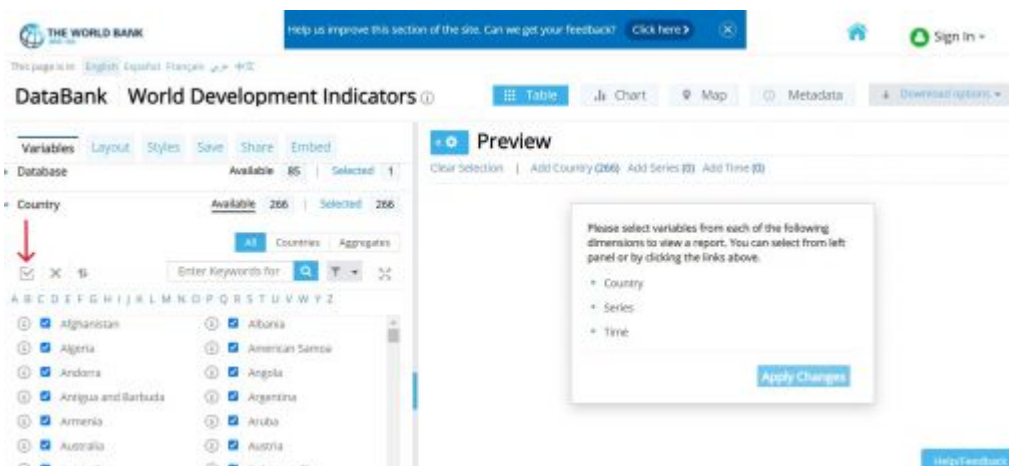 THE WORLD BANK
Help us improve this section of the site. Can we get your feedback? Click here
Sign In
This page is in English Español Français عربي 中文
DataBank World Development Indicators
Table Chart Map Metadata Download options
Variables Layout Styles Save Share Embed
Database Available 85 | Selected 1
Country Available 266 | Selected 266
All Countries Aggregates
Enter Keywords for
A B C D E F G H I J K L M N O P Q R S T U V W Y Z
Afghanistan Albania
Algeria American Samoa
Andorra Angola
Antigua and Barbuda Argentina
Armenia Aruba
Australia Austria
Preview
Clear Selection | Add Country (266) Add Series (0) Add Time (0)
Please select variables from each of the following
dimensions to view a report. You can select from left
panel or by clicking the links above.
Country
Series
Time
Apply Changes
Help/Feedback